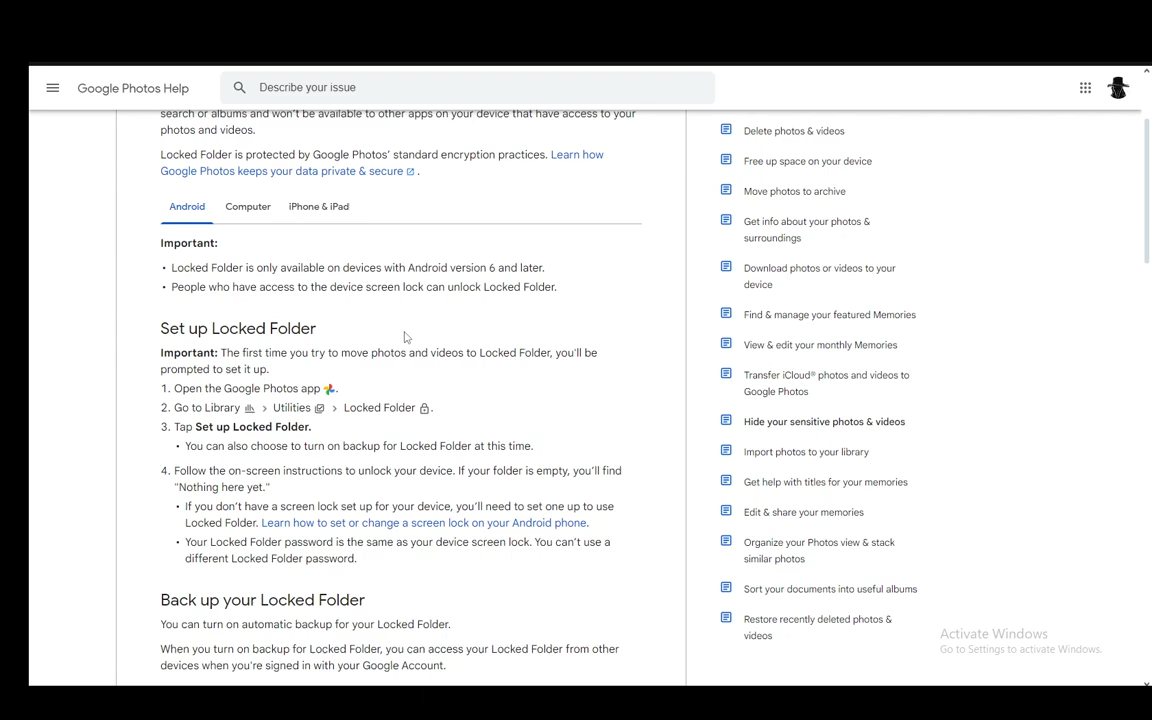 Google Photos Help
Describe your issue
search or albums and won't be available to other apps on your device that have access to your
photos and videos.
Locked Folder is protected by Google Photos' standard encryption practices. Learn how
Google Photos keeps your data private & secure .
Android Computer iPhone & iPad
Important:
• Locked Folder is only available on devices with Android version 6 and later.
• People who have access to the device screen lock can unlock Locked Folder.
Set up Locked Folder
Important: The first time you try to move photos and videos to Locked Folder, you'll be
prompted to set it up.
1. Open the Google Photos app .
2. Go to Library > Utilities > Locked Folder .
3. Tap Set up Locked Folder.
• You can also choose to turn on backup for Locked Folder at this time.
4. Follow the on-screen instructions to unlock your device. If your folder is empty, you'll find
"Nothing here yet."
• If you don't have a screen lock set up for your device, you'll need to set one up to use
Locked Folder. Learn how to set or change a screen lock on your Android phone.
• Your Locked Folder password is the same as your device screen lock. You can't use a
different Locked Folder password.
Back up your Locked Folder
You can turn on automatic backup for your Locked Folder.
When you turn on backup for Locked Folder, you can access your Locked Folder from other
devices when you're signed in with your Google Account.
Delete photos & videos
Free up space on your device
Move photos to archive
Get info about your photos &
surroundings
Download photos or videos to your
device
Find & manage your featured Memories
View & edit your monthly Memories
Transfer iCloud® photos and videos to
Google Photos
Hide your sensitive photos & videos
Import photos to your library
Get help with titles for your memories
Edit & share your memories
Organize your Photos view & stack
similar photos
Sort your documents into useful albums
Restore recently deleted photos &
videos
Activate Windows
Go to Settings to activate Windows.